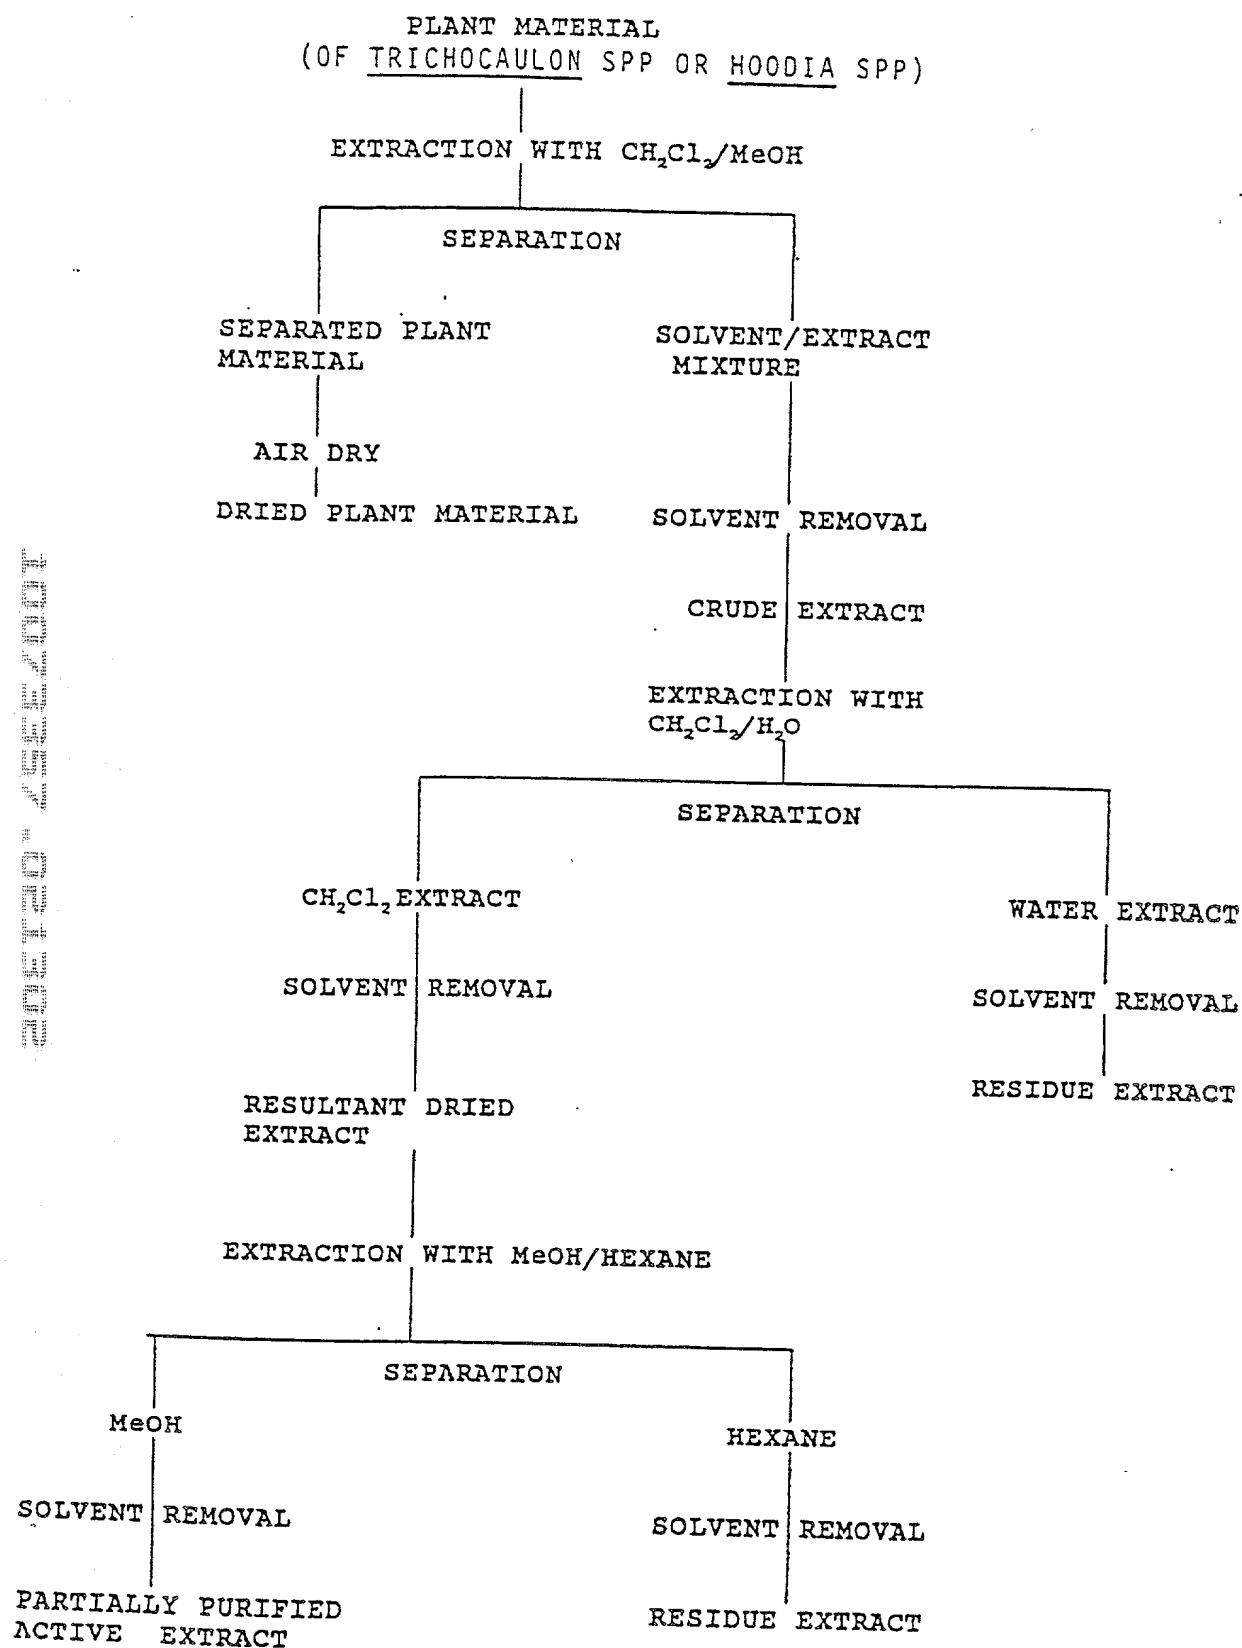 PLANT MATERIAL
(OF TRICHOCAULON SPP OR HOODIA SPP)
EXTRACTION WITH CH₂Cl₂/MeOH
SEPARATION
SEPARATED PLANT
MATERIAL
SOLVENT/EXTRACT
MIXTURE
AIR DRY
DRIED PLANT MATERIAL
SOLVENT REMOVAL
CRUDE EXTRACT
EXTRACTION WITH
CH₂Cl₂/H₂O
SEPARATION
CH₂Cl₂ EXTRACT
WATER EXTRACT
SOLVENT REMOVAL
SOLVENT REMOVAL
RESULTANT DRIED
EXTRACT
RESIDUE EXTRACT
EXTRACTION WITH MeOH/HEXANE
SEPARATION
MeOH
HEXANE
SOLVENT REMOVAL
SOLVENT REMOVAL
PARTIALLY PURIFIED
ACTIVE EXTRACT
RESIDUE EXTRACT